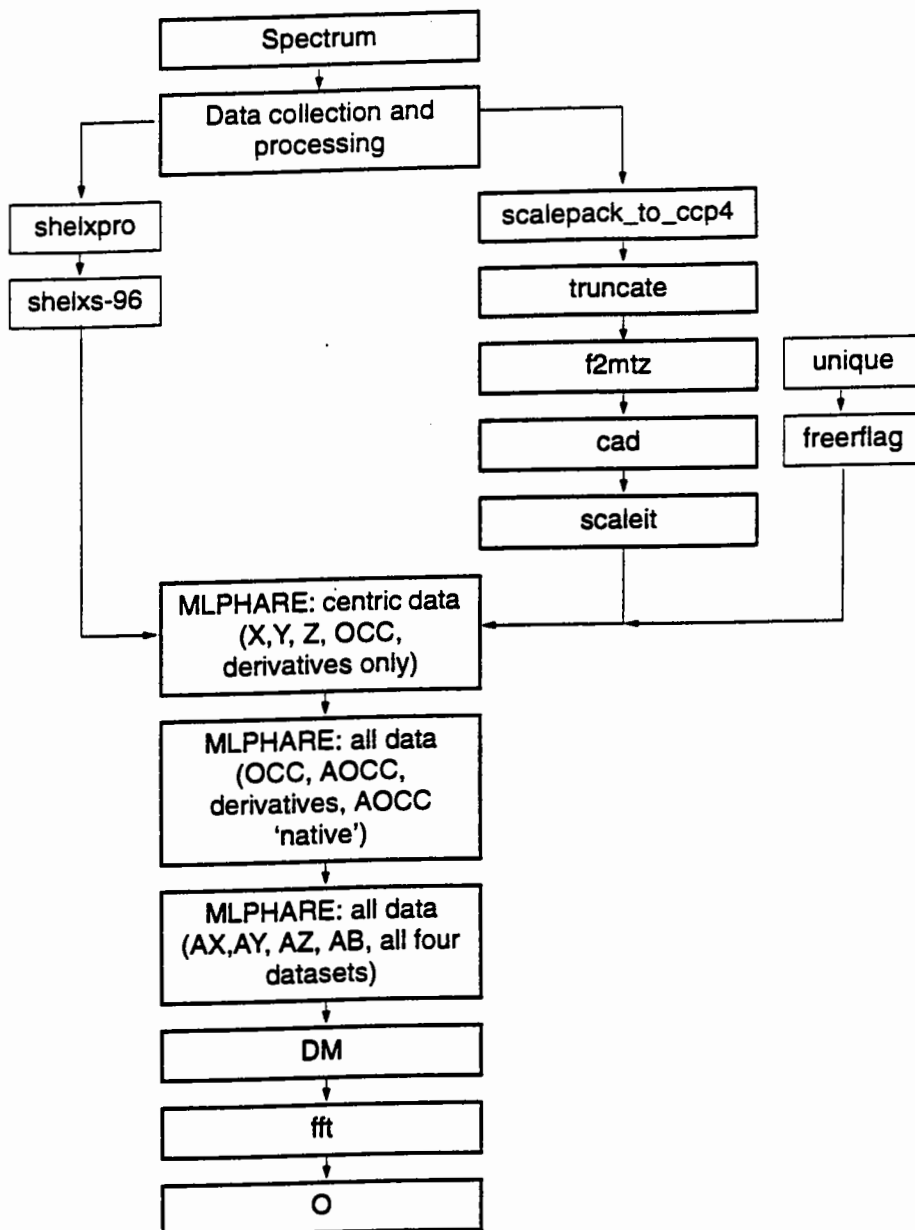 Spectrum
Data collection and
processing
shelxpro
shelxs-96
scalepack_to_ccp4
truncate
f2mtz
cad
scaleit
unique
freerflag
MLPHARE: centric data
(X,Y, Z, OCC,
derivatives only)
MLPHARE: all data
(OCC, AOCC,
derivatives, AOCC
‘native’)
MLPHARE: all data
(AX,AY, AZ, AB, all four
datasets)
DM
fft
O